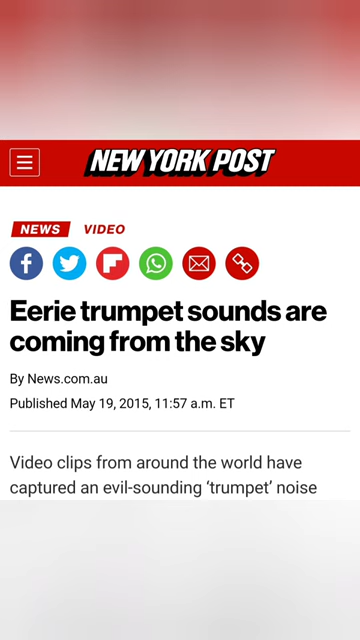 NEW YORK POST
NEWS VIDEO
Eerie trumpet sounds are
coming from the sky
By News.com.au
Published May 19, 2015, 11:57 a.m. ET
Video clips from around the world have
captured an evil-sounding ‘trumpet’ noise